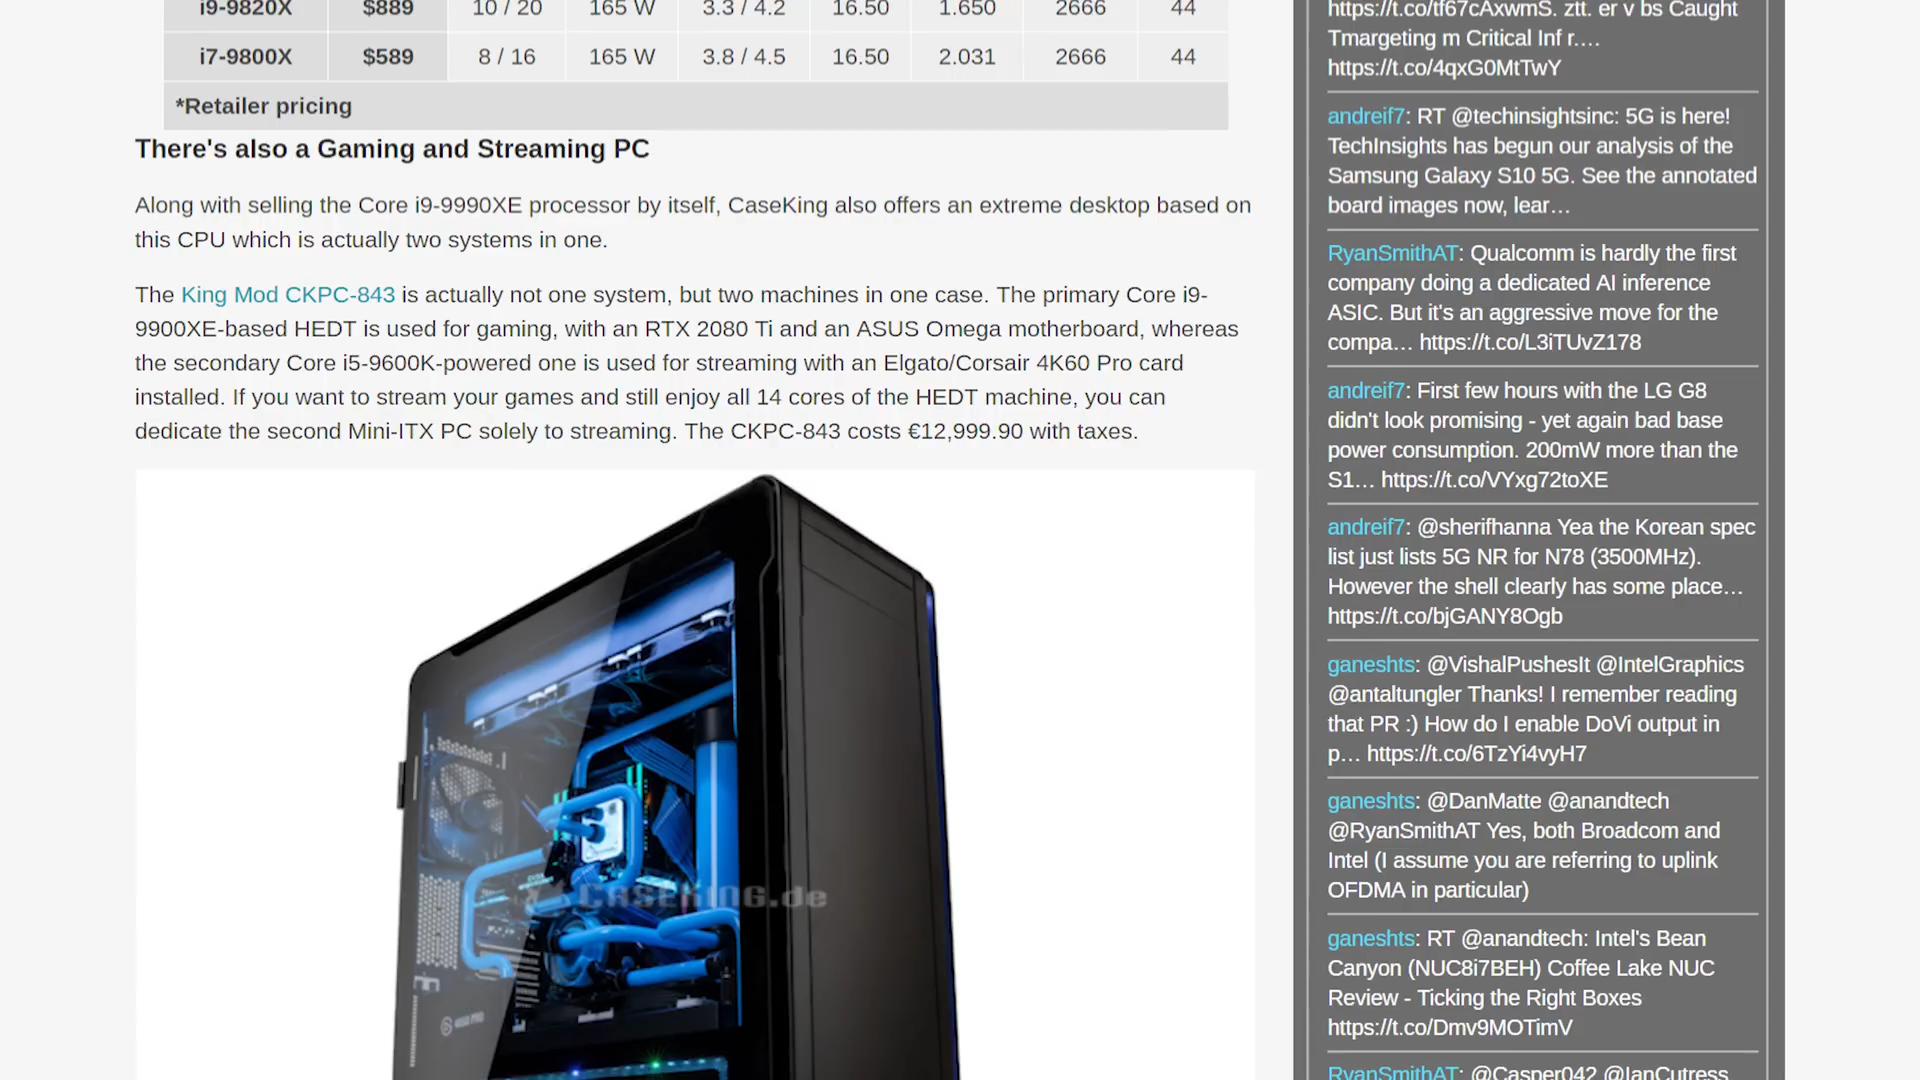 i9-9820X $889 10 / 20 165 W 3.3 / 4.2 16.50 1.650 2666 44
i7-9800X $589 8 / 16 165 W 3.8 / 4.5 16.50 2.031 2666 44
*Retailer pricing
There's also a Gaming and Streaming PC
Along with selling the Core i9-9990XE processor by itself, CaseKing also offers an extreme desktop based on
this CPU which is actually two systems in one.
The King Mod CKPC-843 is actually not one system, but two machines in one case. The primary Core i9-
9900XE-based HEDT is used for gaming, with an RTX 2080 Ti and an ASUS Omega motherboard, whereas
the secondary Core i5-9600K-powered one is used for streaming with an Elgato/Corsair 4K60 Pro card
installed. If you want to stream your games and still enjoy all 14 cores of the HEDT machine, you can
dedicate the second Mini-ITX PC solely to streaming. The CKPC-843 costs €12,999.90 with taxes.
CASEKING.de
4K60 PRO
https://t.co/tf67cAxwmS. ztt. er v bs Caught
Tmargeting m Critical Inf r.…
https://t.co/4qxG0MtTwY
andreif7: RT @techinsightsinc: 5G is here!
TechInsights has begun our analysis of the
Samsung Galaxy S10 5G. See the annotated
board images now, lear…
RyanSmithAT: Qualcomm is hardly the first
company doing a dedicated AI inference
ASIC. But it's an aggressive move for the
compa… https://t.co/L3iTUvZ178
andreif7: First few hours with the LG G8
didn't look promising - yet again bad base
power consumption. 200mW more than the
S1… https://t.co/VYxg72toXE
andreif7: @sherifhanna Yea the Korean spec
list just lists 5G NR for N78 (3500MHz).
However the shell clearly has some place…
https://t.co/bjGANY8Ogb
ganeshts: @VishalPushesIt @IntelGraphics
@antaltungler Thanks! I remember reading
that PR :) How do I enable DoVi output in
p… https://t.co/6TzYi4vyH7
ganeshts: @DanMatte @anandtech
@RyanSmithAT Yes, both Broadcom and
Intel (I assume you are referring to uplink
OFDMA in particular)
ganeshts: RT @anandtech: Intel's Bean
Canyon (NUC8i7BEH) Coffee Lake NUC
Review - Ticking the Right Boxes
https://t.co/Dmv9MOTimV
RyanSmithAT: @Casper042 @IanCutress